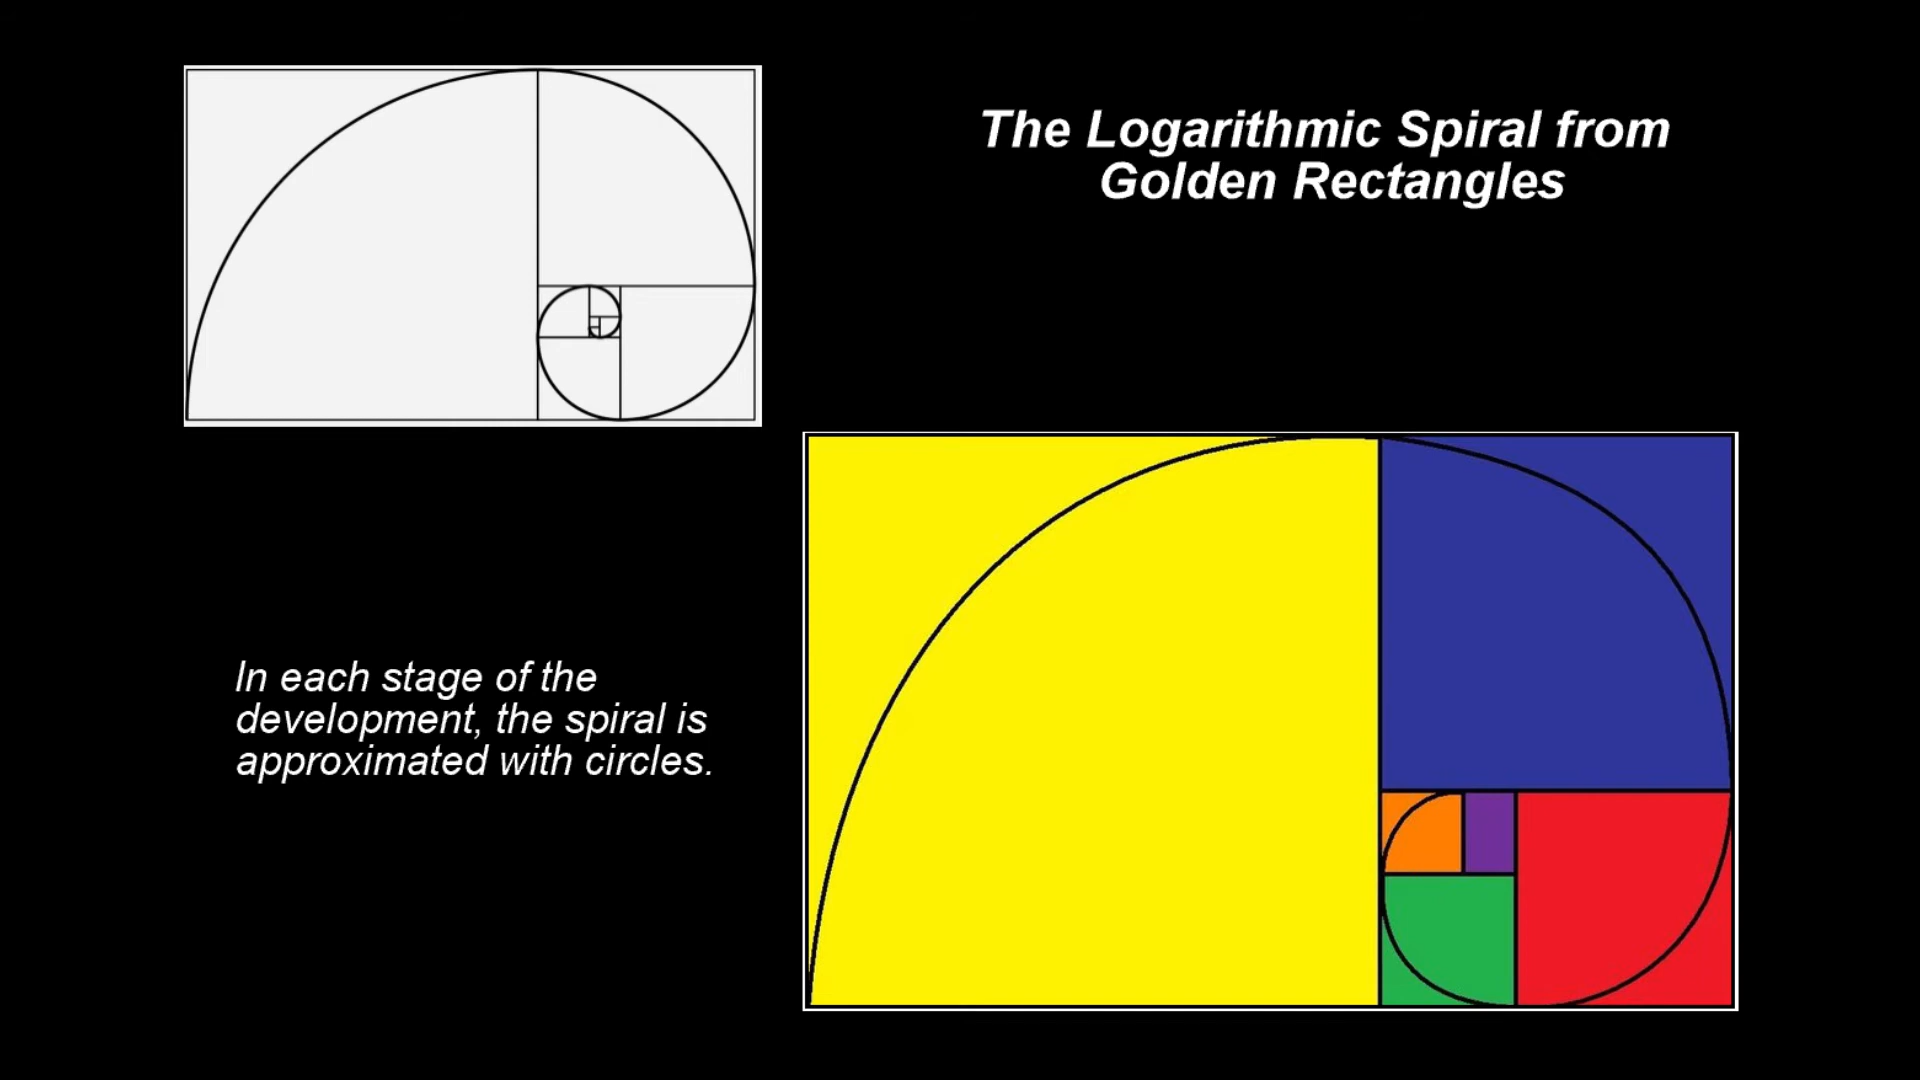 The Logarithmic Spiral from
Golden Rectangles
In each stage of the
development, the spiral is
approximated with circles.